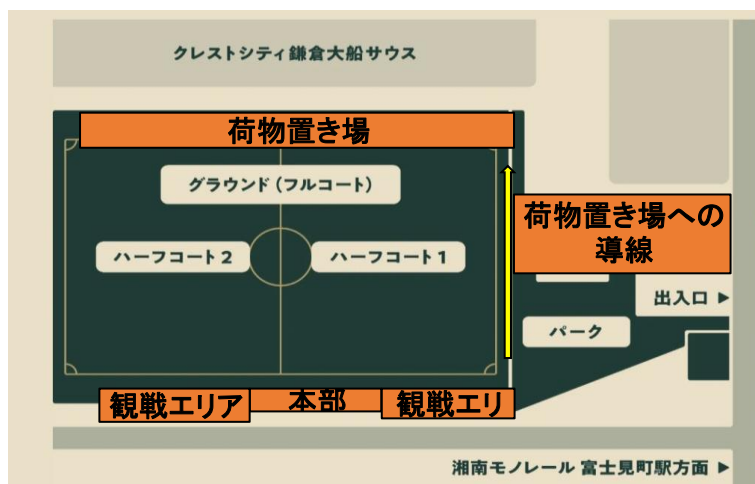 クレストシティ鎌倉大船サウス
荷物置き場
グラウンド（フルコート）
ハーフコート2
ハーフコート1
荷物置き場への
導線
出入口 ▶
パーク
観戦エリア
本部
観戦エリ
湘南モノレール 富士見町駅方面 ▶